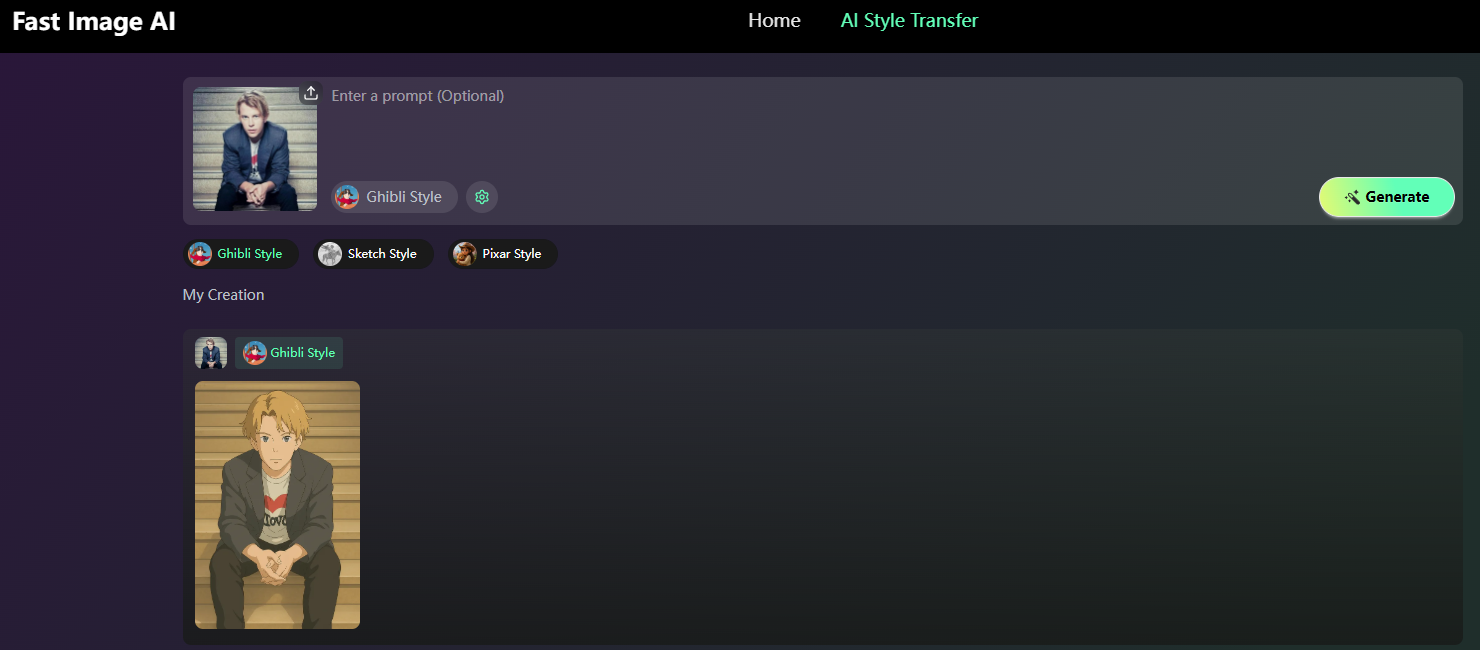 Fast Image AI
Home
AI Style Transfer
Enter a prompt (Optional)
Ghibli Style
Generate
Ghibli Style
Sketch Style
Pixar Style
My Creation
Ghibli Style